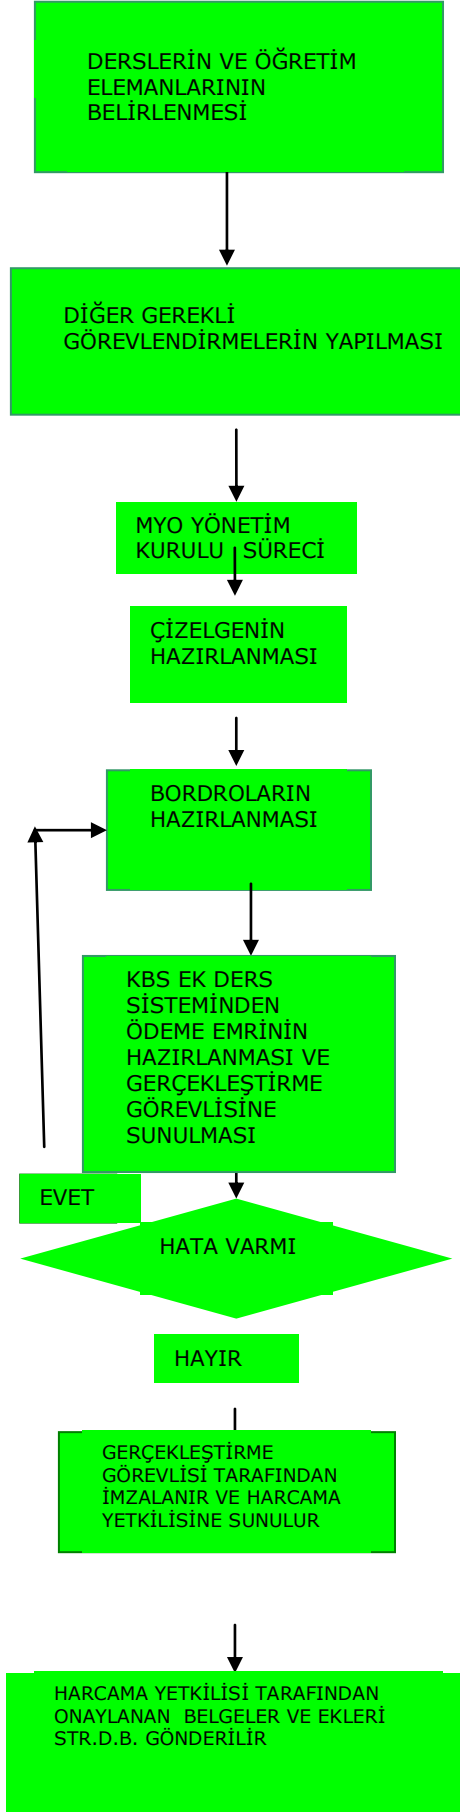 DERSLERİN VE ÖĞRETİM
ELEMANLARININ
BELİRLENMESİ
DİĞER GEREKLİ
GÖREVLENDİRMELERİN YAPILMASI
MYO YÖNETİM
KURULU SÜRECİ
ÇİZELGENİN
HAZIRLANMASI
BORDROLARIN
HAZIRLANMASI
KBS EK DERS
SİSTEMİNDEN
ÖDEME EMRİNİN
HAZIRLANMASI VE
GERÇEKLEŞTİRME
GÖREVLİSİNE
SUNULMASI
EVET
HATA VARMI
HAYIR
GERÇEKLEŞTİRME
GÖREVLİSİ TARAFINDAN
İMZALANIR VE HARCAMA
YETKİLİSİNE SUNULUR
HARCAMA YETKİLİSİ TARAFINDAN
ONAYLANAN BELGELER VE EKLERİ
STR.D.B. GÖNDERİLİR